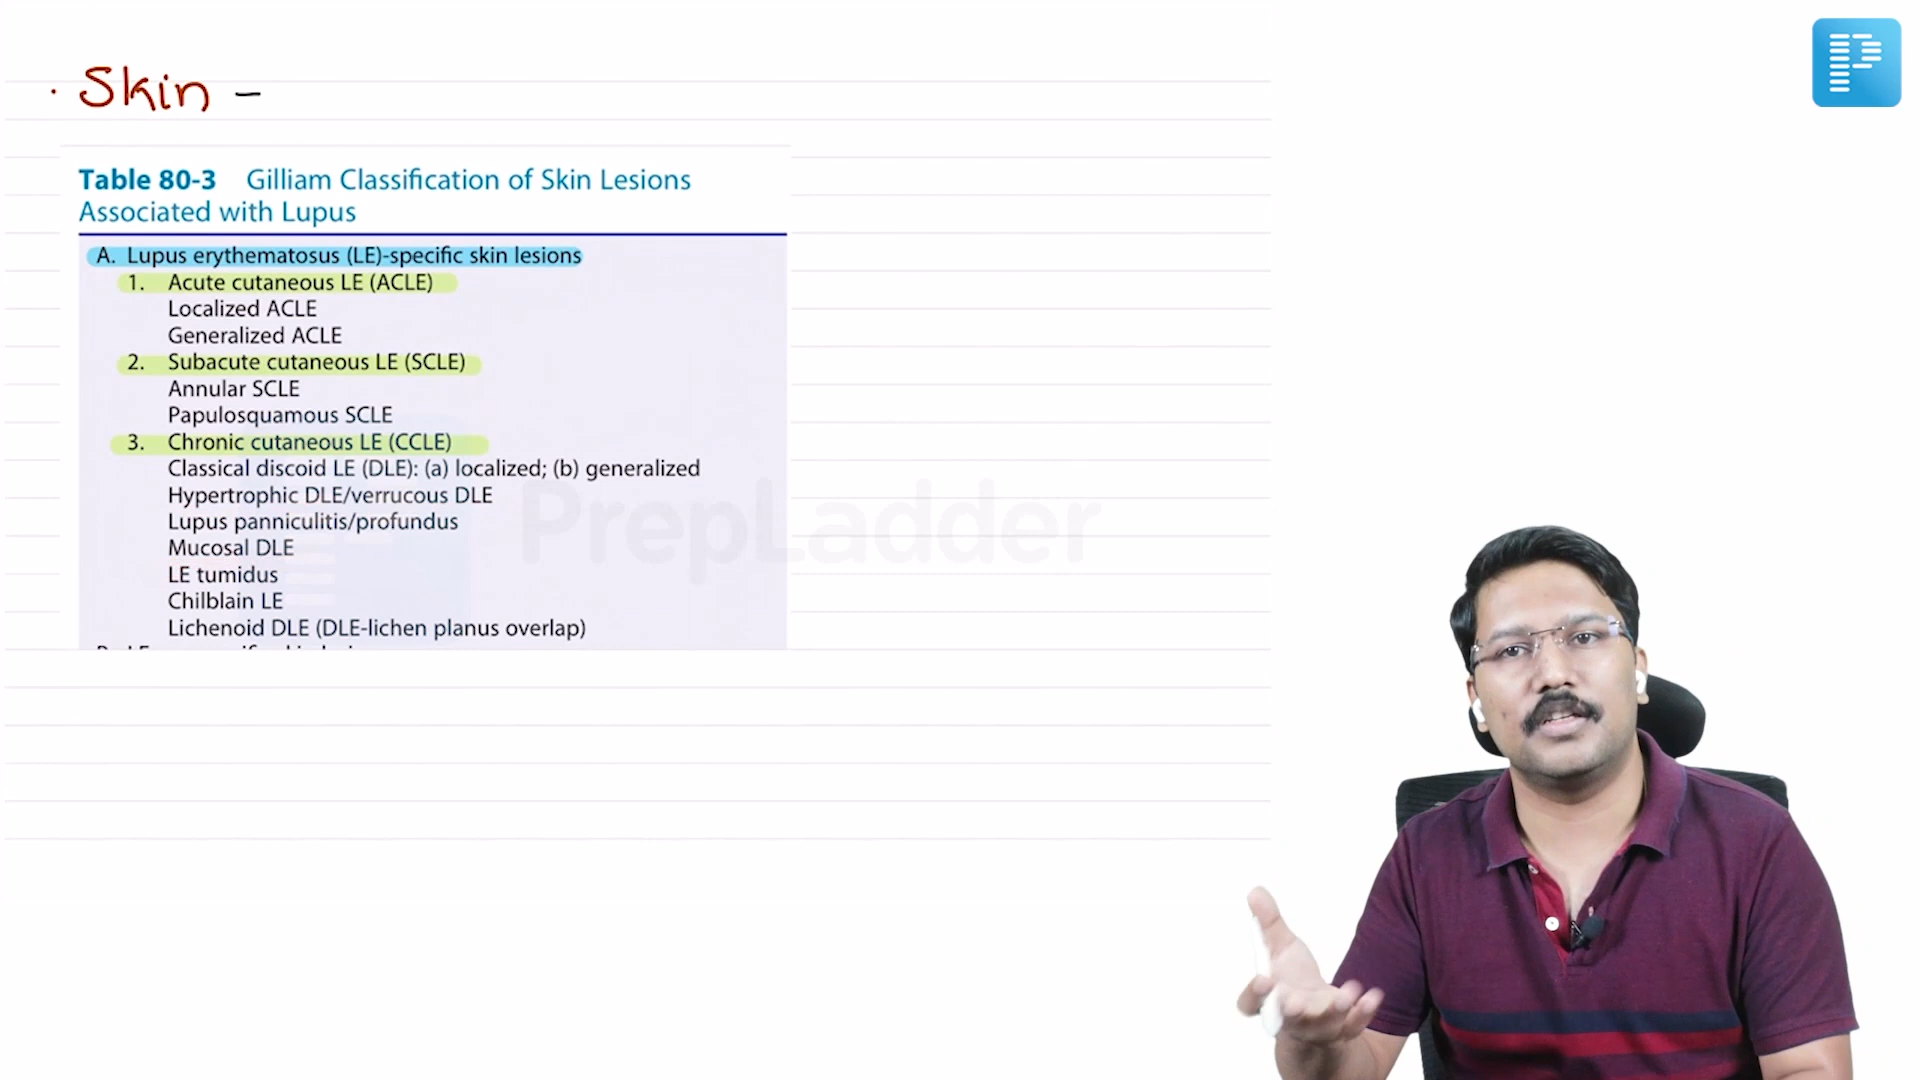 · Skin –
Table 80-3 Gilliam Classification of Skin Lesions
Associated with Lupus
A. Lupus erythematosus (LE)-specific skin lesions
1. Acute cutaneous LE (ACLE)
Localized ACLE
Generalized ACLE
2. Subacute cutaneous LE (SCLE)
Annular SCLE
Papulosquamous SCLE
3. Chronic cutaneous LE (CCLE)
Classical discoid LE (DLE): (a) localized; (b) generalized
Hypertrophic DLE/verrucous DLE
Lupus panniculitis/profundus
PrepLadder
Mucosal DLE
LE tumidus
Chilblain LE
Lichenoid DLE (DLE-lichen planus overlap)